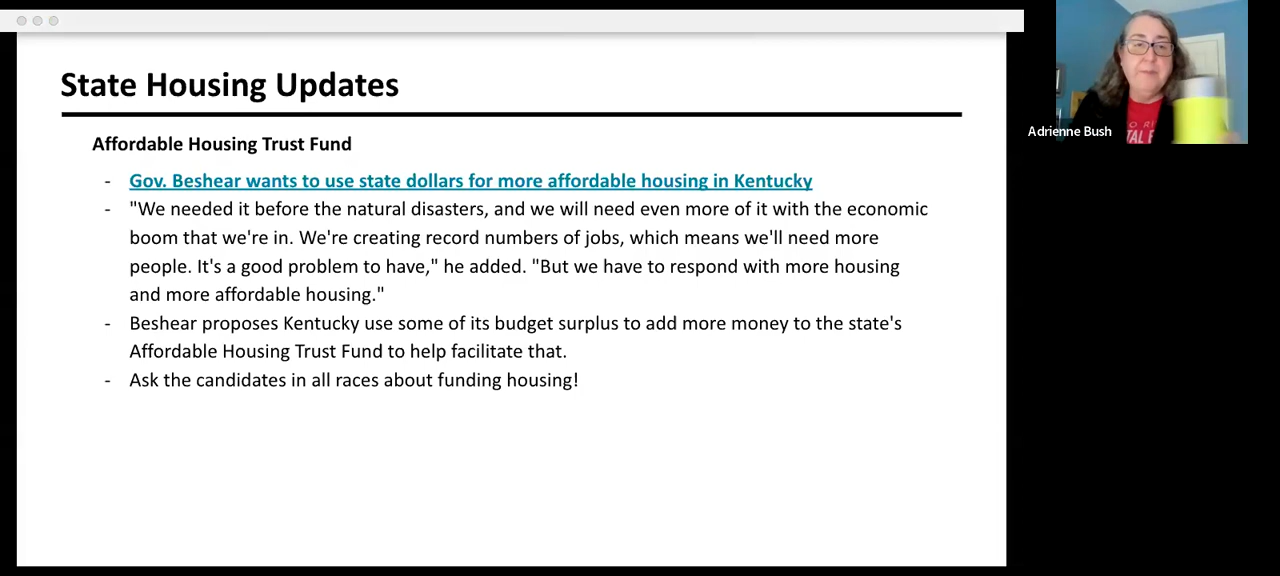 State Housing Updates
Affordable Housing Trust Fund
- Gov. Beshear wants to use state dollars for more affordable housing in Kentucky
- "We needed it before the natural disasters, and we will need even more of it with the economic
boom that we're in. We're creating record numbers of jobs, which means we'll need more
people. It's a good problem to have," he added. "But we have to respond with more housing
and more affordable housing."
- Beshear proposes Kentucky use some of its budget surplus to add more money to the state's
Affordable Housing Trust Fund to help facilitate that.
- Ask the candidates in all races about funding housing!
Adrienne Bush